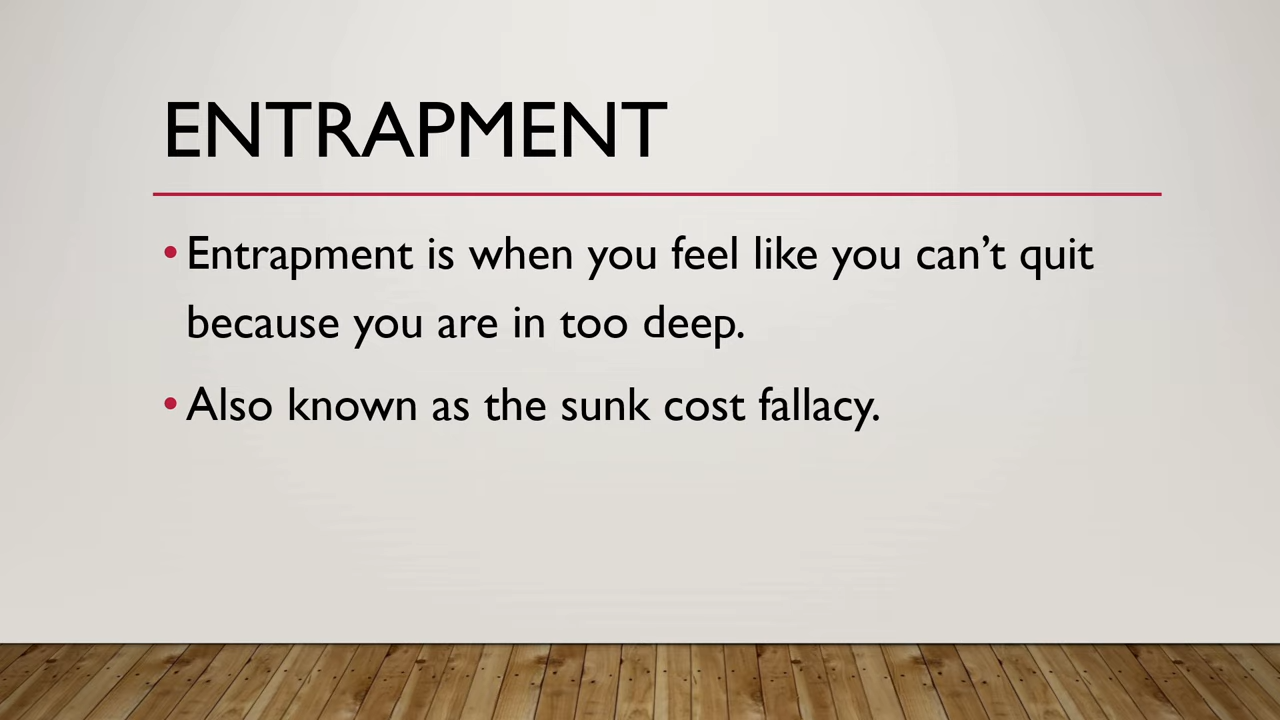 ENTRAPMENT
• Entrapment is when you feel like you can’t quit
because you are in too deep.
• Also known as the sunk cost fallacy.